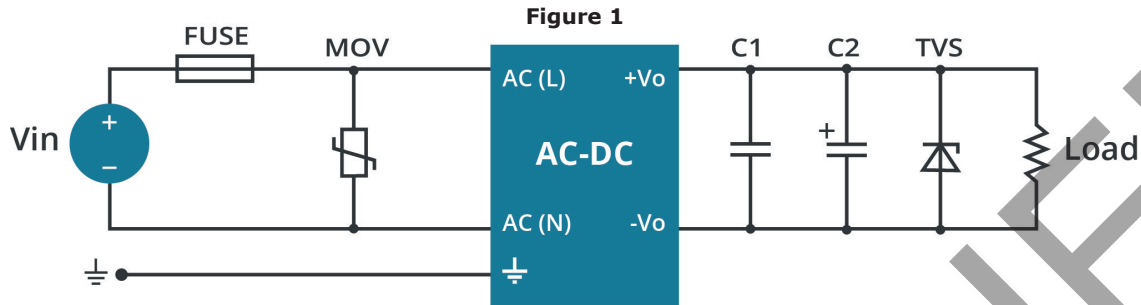 Figure 1
FUSE
MOV
C1
C2
TVS
AC (L)
+Vo
Vin
+
−
AC-DC
+
Load
AC (N)
-Vo